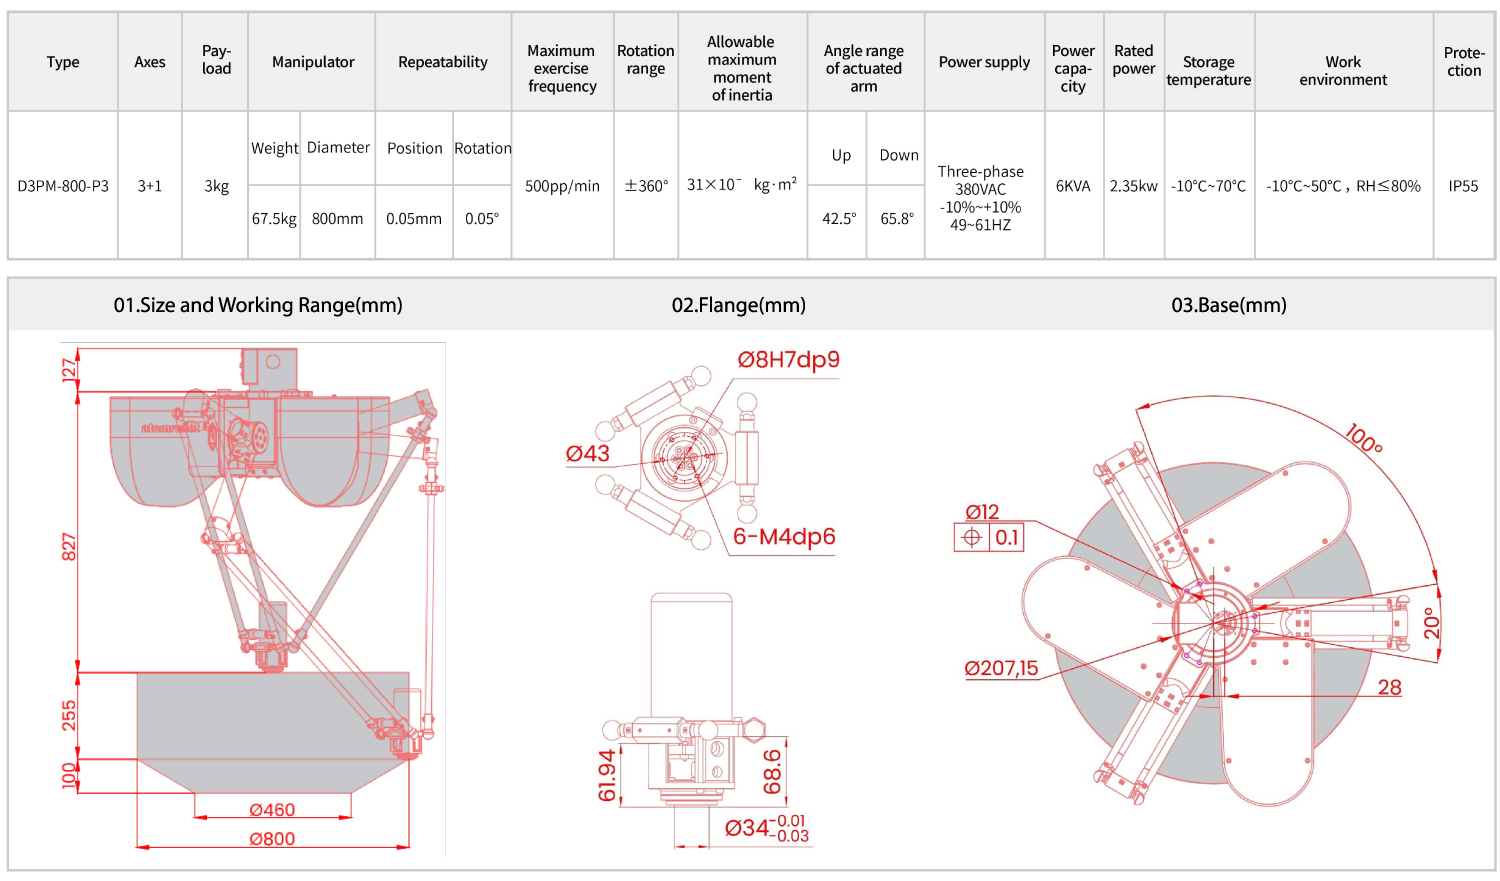 Type
Axes
Pay-
load
Manipulator
Repeatability
Maximum
exercise
frequency
Rotation
range
Allowable
maximum
moment
of inertia
Angle range
of actuated
arm
Power supply
Power
capa-
city
Rated
power
Storage
temperature
Work
environment
Prote-
ction
D3PM-800-P3
3+1
3kg
Weight
Diameter
Position
Rotation
67.5kg
800mm
0.05mm
0.05°
500pp/min
±360°
31×10⁻ kg·m²
Up
Down
42.5°
65.8°
Three-phase
380VAC
-10%~+10%
49~61HZ
6KVA
2.35kw
-10℃~70℃
-10℃~50℃ , RH≤80%
IP55
01.Size and Working Range(mm)
02.Flange(mm)
03.Base(mm)
127
827
255
100
Ø460
Ø800
Ø8H7dp9
Ø43
6-M4dp6
61.94
68.6
Ø34 -0.01
-0.03
100°
Ø12
0.1
20°
Ø207,15
28